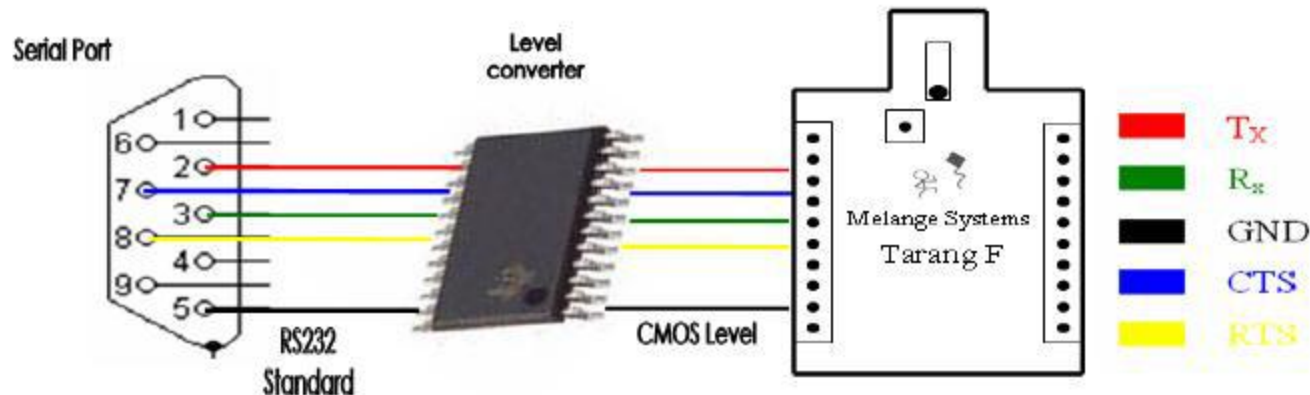 Serial Port
1
6
2
7
3
8
4
9
5
RS232
Standard
Level
converter
CMOS Level
Melange Systems
Tarang F
Tx
Rx
GND
CTS
RTS